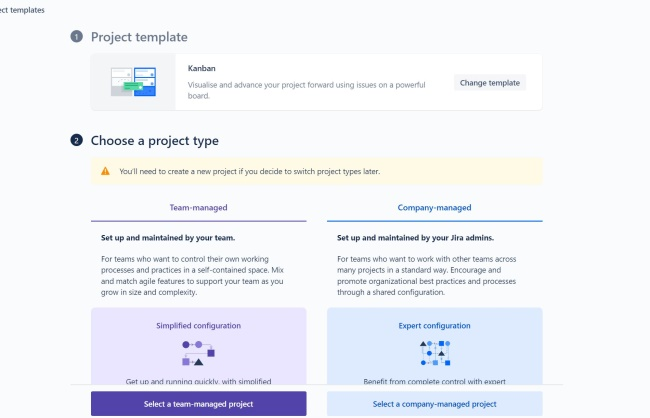 ect templates
1 Project template
Kanban
Visualise and advance your project forward using issues on a powerful
board.
Change template
2 Choose a project type
You'll need to create a new project if you decide to switch project types later.
Team-managed
Set up and maintained by your team.
For teams who want to control their own working
processes and practices in a self-contained space. Mix
and match agile features to support your team as you
grow in size and complexity.
Simplified configuration
Get up and running quickly, with simplified
Select a team-managed project
Company-managed
Set up and maintained by your Jira admins.
For teams who want to work with other teams across
many projects in a standard way. Encourage and
promote organizational best practices and processes
through a shared configuration.
Expert configuration
Benefit from complete control with expert
Select a company-managed project